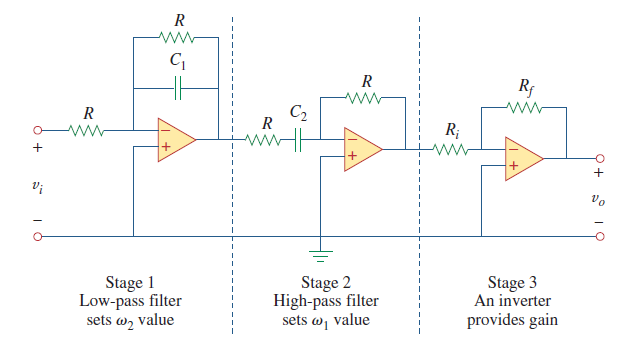 R
C₁
R
−
+
+
vᵢ
−
R
C₂
R
−
+
Rᵢ
R_f
−
+
+
vₒ
−
Stage 1
Low-pass filter
sets ω₂ value
Stage 2
High-pass filter
sets ω₁ value
Stage 3
An inverter
provides gain